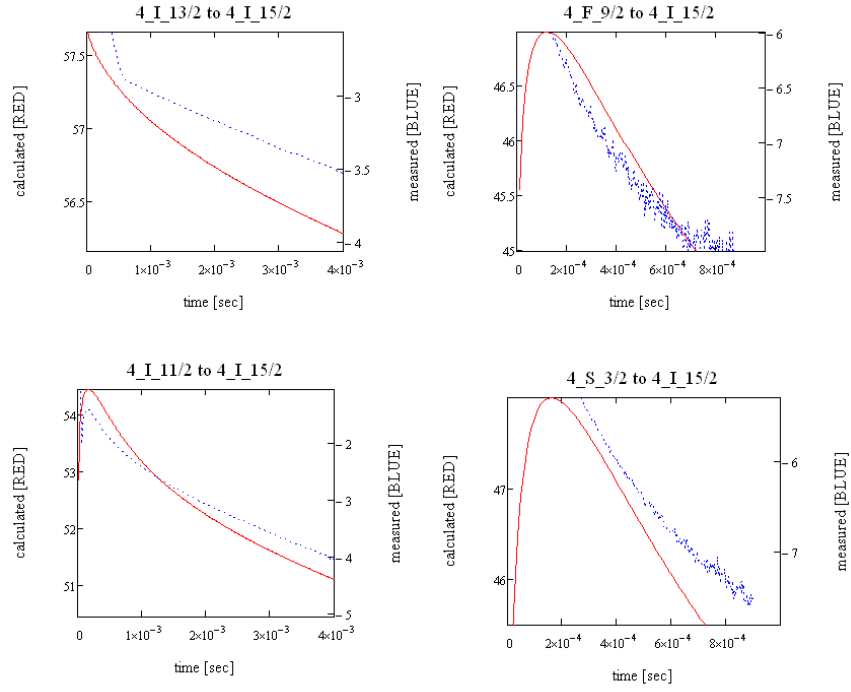 4_I_13/2 to 4_I_15/2
calculated [RED]
57.5
57
56.5
measured [BLUE]
−3
−3.5
−4
0
1×10⁻³
2×10⁻³
3×10⁻³
4×10⁻³
time [sec]
4_F_9/2 to 4_I_15/2
calculated [RED]
46.5
46
45.5
45
measured [BLUE]
−6
−6.5
−7
−7.5
0
2×10⁻⁴
4×10⁻⁴
6×10⁻⁴
8×10⁻⁴
time [sec]
4_I_11/2 to 4_I_15/2
calculated [RED]
54
53
52
51
measured [BLUE]
−2
−3
−4
−5
0
1×10⁻³
2×10⁻³
3×10⁻³
4×10⁻³
time [sec]
4_S_3/2 to 4_I_15/2
calculated [RED]
47
46
measured [BLUE]
−6
−7
0
2×10⁻⁴
4×10⁻⁴
6×10⁻⁴
8×10⁻⁴
time [sec]